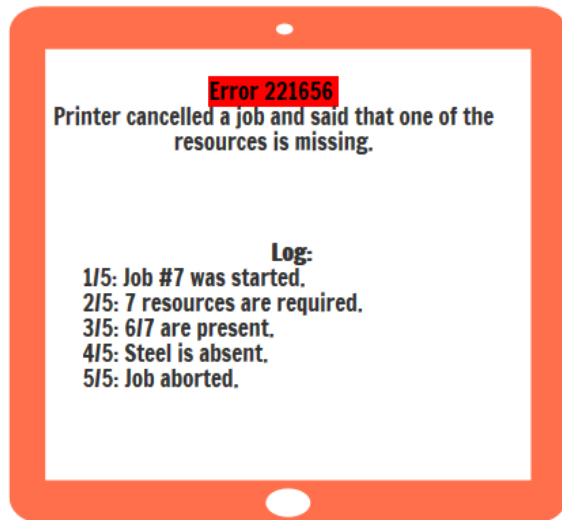 Error 221656
Printer cancelled a job and said that one of the
resources is missing.
Log:
1/5: Job #7 was started.
2/5: 7 resources are required.
3/5: 6/7 are present.
4/5: Steel is absent.
5/5: Job aborted.